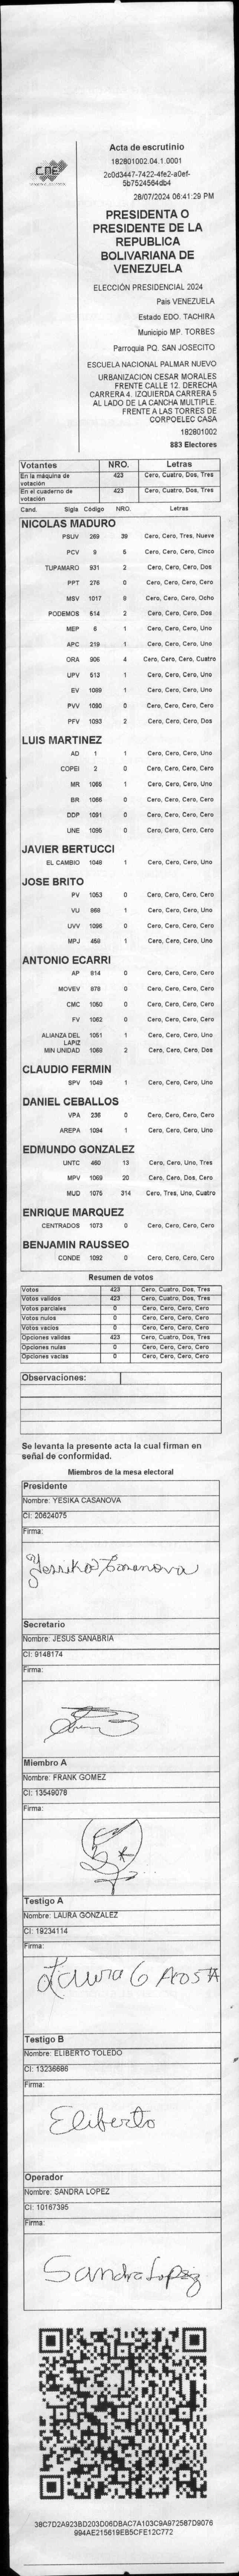 CNE
Acta de escrutinio
182801002.04.1.0001
2c0d3447-7422-4fe2-a0ef-
5b7524564db4
28/07/2024 06:41:29 PM
PRESIDENTA O
PRESIDENTE DE LA
REPUBLICA
BOLIVARIANA DE
VENEZUELA
ELECCIÓN PRESIDENCIAL 2024
Pais VENEZUELA
Estado EDO. TACHIRA
Municipio MP. TORBES
Parroquia PQ. SAN JOSECITO
ESCUELA NACIONAL PALMAR NUEVO
URBANIZACION CESAR MORALES
FRENTE CALLE 12. DERECHA
CARRERA 4. IZQUIERDA CARRERA 5
AL LADO DE LA CANCHA MULTIPLE.
FRENTE A LAS TORRES DE
CORPOELEC CASA
182801002
883 Electores
Votantes NRO. Letras
En la máquina de votación 423 Cero, Cuatro, Dos, Tres
En el cuaderno de votación 423 Cero, Cuatro, Dos, Tres
Cand. Sigla Código NRO. Letras
NICOLAS MADURO
PSUV 269 39 Cero, Cero, Tres, Nueve
PCV 9 5 Cero, Cero, Cero, Cinco
TUPAMARO 931 2 Cero, Cero, Cero, Dos
PPT 276 0 Cero, Cero, Cero, Cero
MSV 1017 8 Cero, Cero, Cero, Ocho
PODEMOS 514 2 Cero, Cero, Cero, Dos
MEP 6 1 Cero, Cero, Cero, Uno
APC 219 1 Cero, Cero, Cero, Uno
ORA 906 4 Cero, Cero, Cero, Cuatro
UPV 513 1 Cero, Cero, Cero, Uno
EV 1089 1 Cero, Cero, Cero, Uno
PVV 1090 0 Cero, Cero, Cero, Cero
PFV 1093 2 Cero, Cero, Cero, Dos
LUIS MARTINEZ
AD 1 1 Cero, Cero, Cero, Uno
COPEI 2 0 Cero, Cero, Cero, Cero
MR 1065 1 Cero, Cero, Cero, Uno
BR 1066 0 Cero, Cero, Cero, Cero
DDP 1091 0 Cero, Cero, Cero, Cero
UNE 1095 0 Cero, Cero, Cero, Cero
JAVIER BERTUCCI
EL CAMBIO 1048 1 Cero, Cero, Cero, Uno
JOSE BRITO
PV 1053 0 Cero, Cero, Cero, Cero
VU 868 1 Cero, Cero, Cero, Uno
UVV 1096 0 Cero, Cero, Cero, Cero
MPJ 458 1 Cero, Cero, Cero, Uno
ANTONIO ECARRI
AP 814 0 Cero, Cero, Cero, Cero
MOVEV 878 0 Cero, Cero, Cero, Cero
CMC 1050 0 Cero, Cero, Cero, Cero
FV 1062 0 Cero, Cero, Cero, Cero
ALIANZA DEL LAPIZ 1051 1 Cero, Cero, Cero, Uno
MIN UNIDAD 1069 2 Cero, Cero, Cero, Dos
CLAUDIO FERMIN
SPV 1049 1 Cero, Cero, Cero, Uno
DANIEL CEBALLOS
VPA 236 0 Cero, Cero, Cero, Cero
AREPA 1084 1 Cero, Cero, Cero, Uno
EDMUNDO GONZALEZ
UNTC 460 13 Cero, Cero, Uno, Tres
MPV 1069 20 Cero, Cero, Dos, Cero
MUD 1075 314 Cero, Tres, Uno, Cuatro
ENRIQUE MARQUEZ
CENTRADOS 1073 0 Cero, Cero, Cero, Cero
BENJAMIN RAUSSEO
CONDE 1092 0 Cero, Cero, Cero, Cero
Resumen de votos
Votos 423 Cero, Cuatro, Dos, Tres
Votos validos 423 Cero, Cuatro, Dos, Tres
Votos parciales 0 Cero, Cero, Cero, Cero
Votos nulos 0 Cero, Cero, Cero, Cero
Votos vacios 0 Cero, Cero, Cero, Cero
Opciones validas 423 Cero, Cuatro, Dos, Tres
Opciones nulas 0 Cero, Cero, Cero, Cero
Opciones vacias 0 Cero, Cero, Cero, Cero
Observaciones:
Se levanta la presente acta la cual firman en
señal de conformidad.
Miembros de la mesa electoral
Presidente
Nombre: YESIKA CASANOVA
CI: 20624075
Firma:
Yessika Casanova
Secretario
Nombre: JESUS SANABRIA
CI: 9148174
Firma:
Miembro A
Nombre: FRANK GOMEZ
CI: 13549078
Firma:
Testigo A
Nombre: LAURA GONZALEZ
CI: 19234114
Firma:
Laura G Acosta
Testigo B
Nombre: ELIBERTO TOLEDO
CI: 13236686
Firma:
Eliberto
Operador
Nombre: SANDRA LOPEZ
CI: 10167395
Firma:
Sandra Lopez
38C7D2A923BD203D06DBAC7A103C9A972587D9076
994AE215619EB5CFE12C772